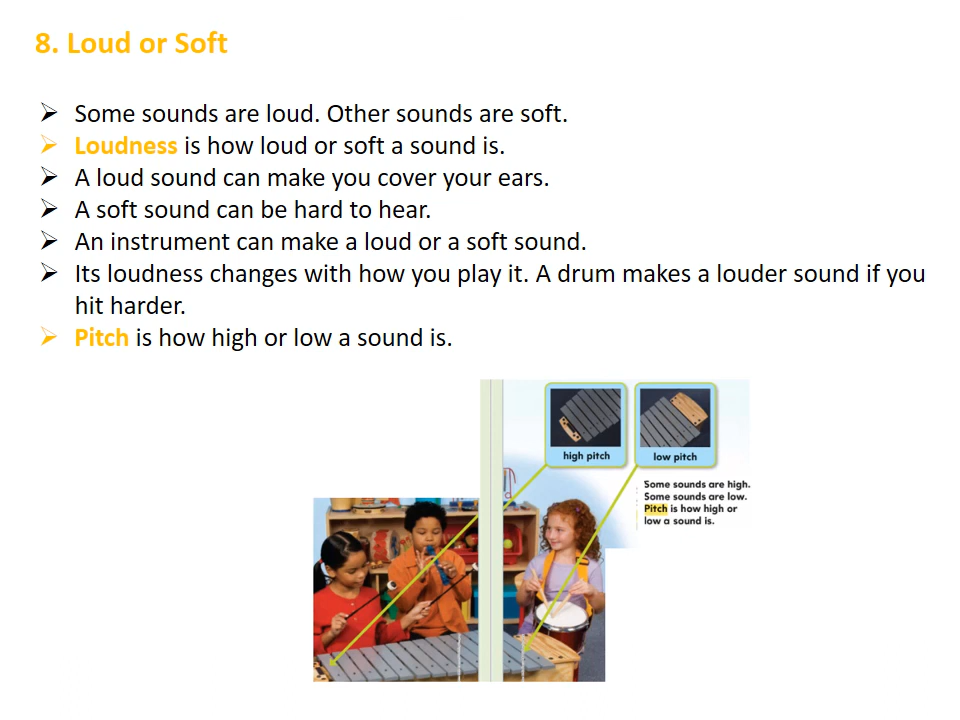 8. Loud or Soft
Some sounds are loud. Other sounds are soft.
Loudness is how loud or soft a sound is.
A loud sound can make you cover your ears.
A soft sound can be hard to hear.
An instrument can make a loud or a soft sound.
Its loudness changes with how you play it. A drum makes a louder sound if you
hit harder.
Pitch is how high or low a sound is.
high pitch
low pitch
Some sounds are high.
Some sounds are low.
Pitch is how high or
low a sound is.